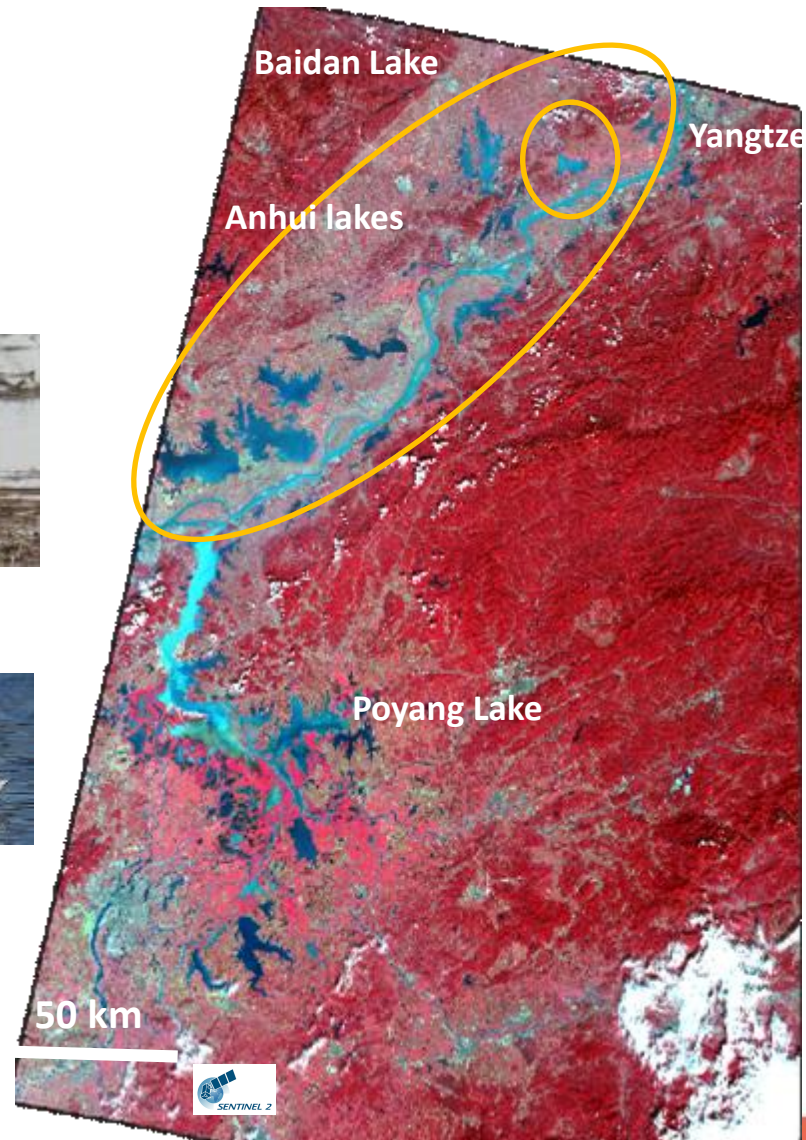 Baidan Lake
Yangtze
Anhui lakes
Poyang Lake
50 km
SENTINEL 2